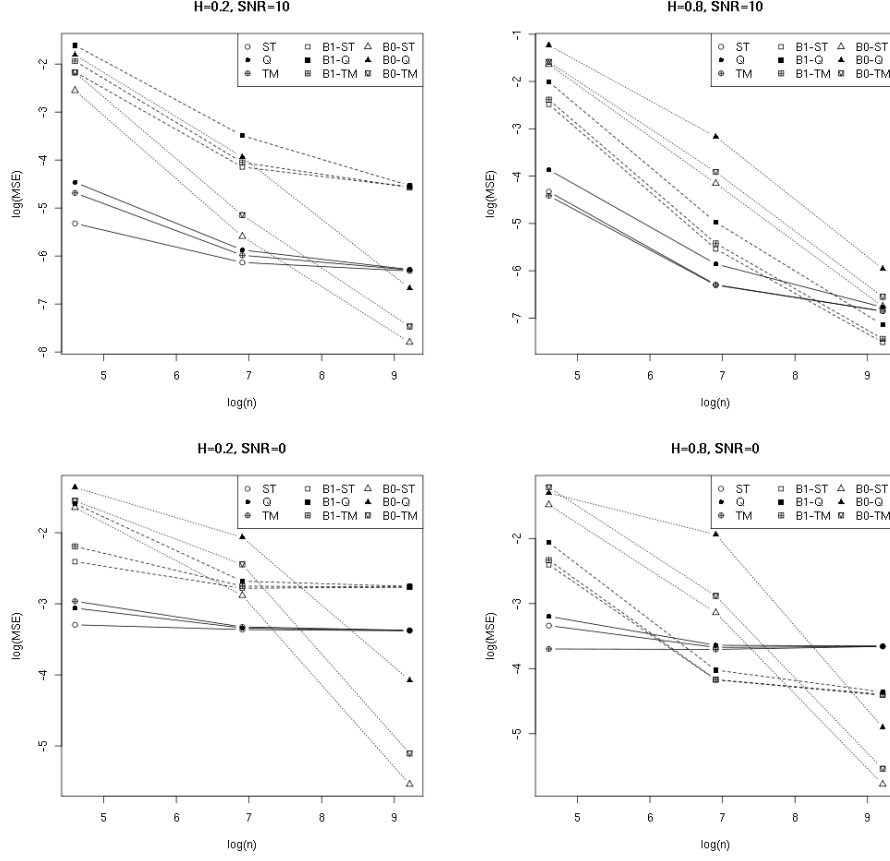 H=0.2, SNR=10
ST B1-ST B0-ST
Q B1-Q B0-Q
TM B1-TM B0-TM
log(MSE)
-2
-3
-4
-5
-6
-7
-8
5 6 7 8 9
log(n)
H=0.8, SNR=10
ST B1-ST B0-ST
Q B1-Q B0-Q
TM B1-TM B0-TM
log(MSE)
-1
-2
-3
-4
-5
-6
-7
5 6 7 8 9
log(n)
H=0.2, SNR=0
ST B1-ST B0-ST
Q B1-Q B0-Q
TM B1-TM B0-TM
log(MSE)
-2
-3
-4
-5
5 6 7 8 9
log(n)
H=0.8, SNR=0
ST B1-ST B0-ST
Q B1-Q B0-Q
TM B1-TM B0-TM
log(MSE)
-2
-3
-4
-5
5 6 7 8 9
log(n)